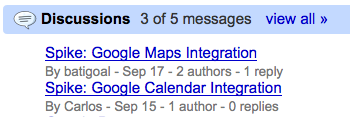 Discussions 3 of 5 messages view all »
Spike: Google Maps Integration
By batigoal - Sep 17 - 2 authors - 1 reply
Spike: Google Calendar Integration
By Carlos - Sep 15 - 1 author - 0 replies